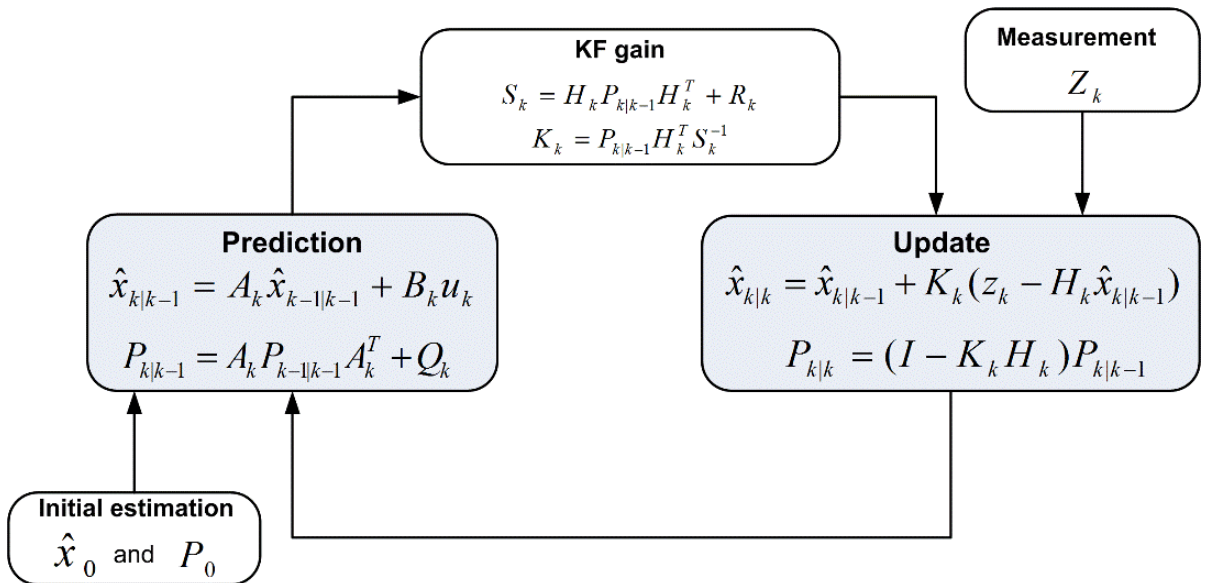 KF gain
S_k = H_k P_{k|k-1} H_k^T + R_k
K_k = P_{k|k-1} H_k^T S_k^{-1}
Measurement
Z_k
Prediction
x̂_{k|k-1} = A_k x̂_{k-1|k-1} + B_k u_k
P_{k|k-1} = A_k P_{k-1|k-1} A_k^T + Q_k
Update
x̂_{k|k} = x̂_{k|k-1} + K_k (z_k - H_k x̂_{k|k-1})
P_{k|k} = (I - K_k H_k) P_{k|k-1}
Initial estimation
x̂_0 and P_0